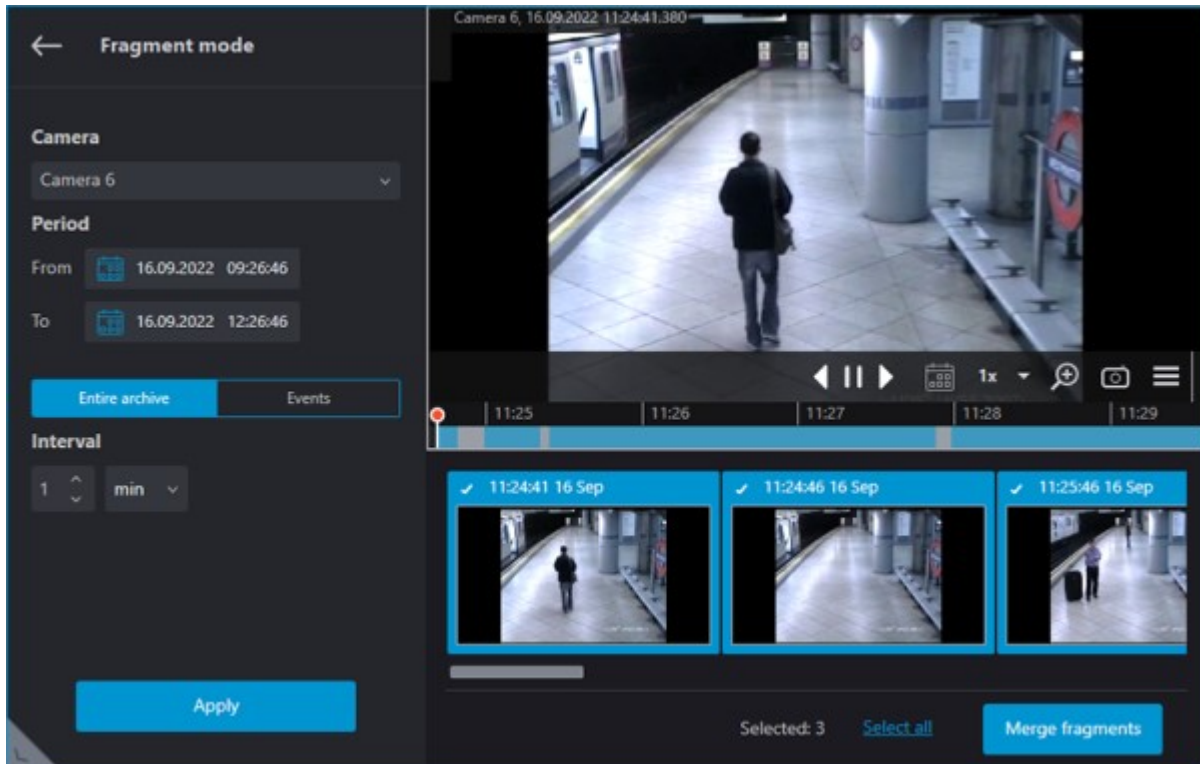 Fragment mode
Camera
Camera 6
Period
From 16.09.2022 09:26:46
To 16.09.2022 12:26:46
Entire archive Events
Interval
1 min
Apply
Camera 6, 16.09.2022 11:24:41.380
1x
11:25 11:26 11:27 11:28 11:29
11:24:41 16 Sep 11:24:46 16 Sep 11:25:46 16 Sep
Selected: 3 Select all Merge fragments